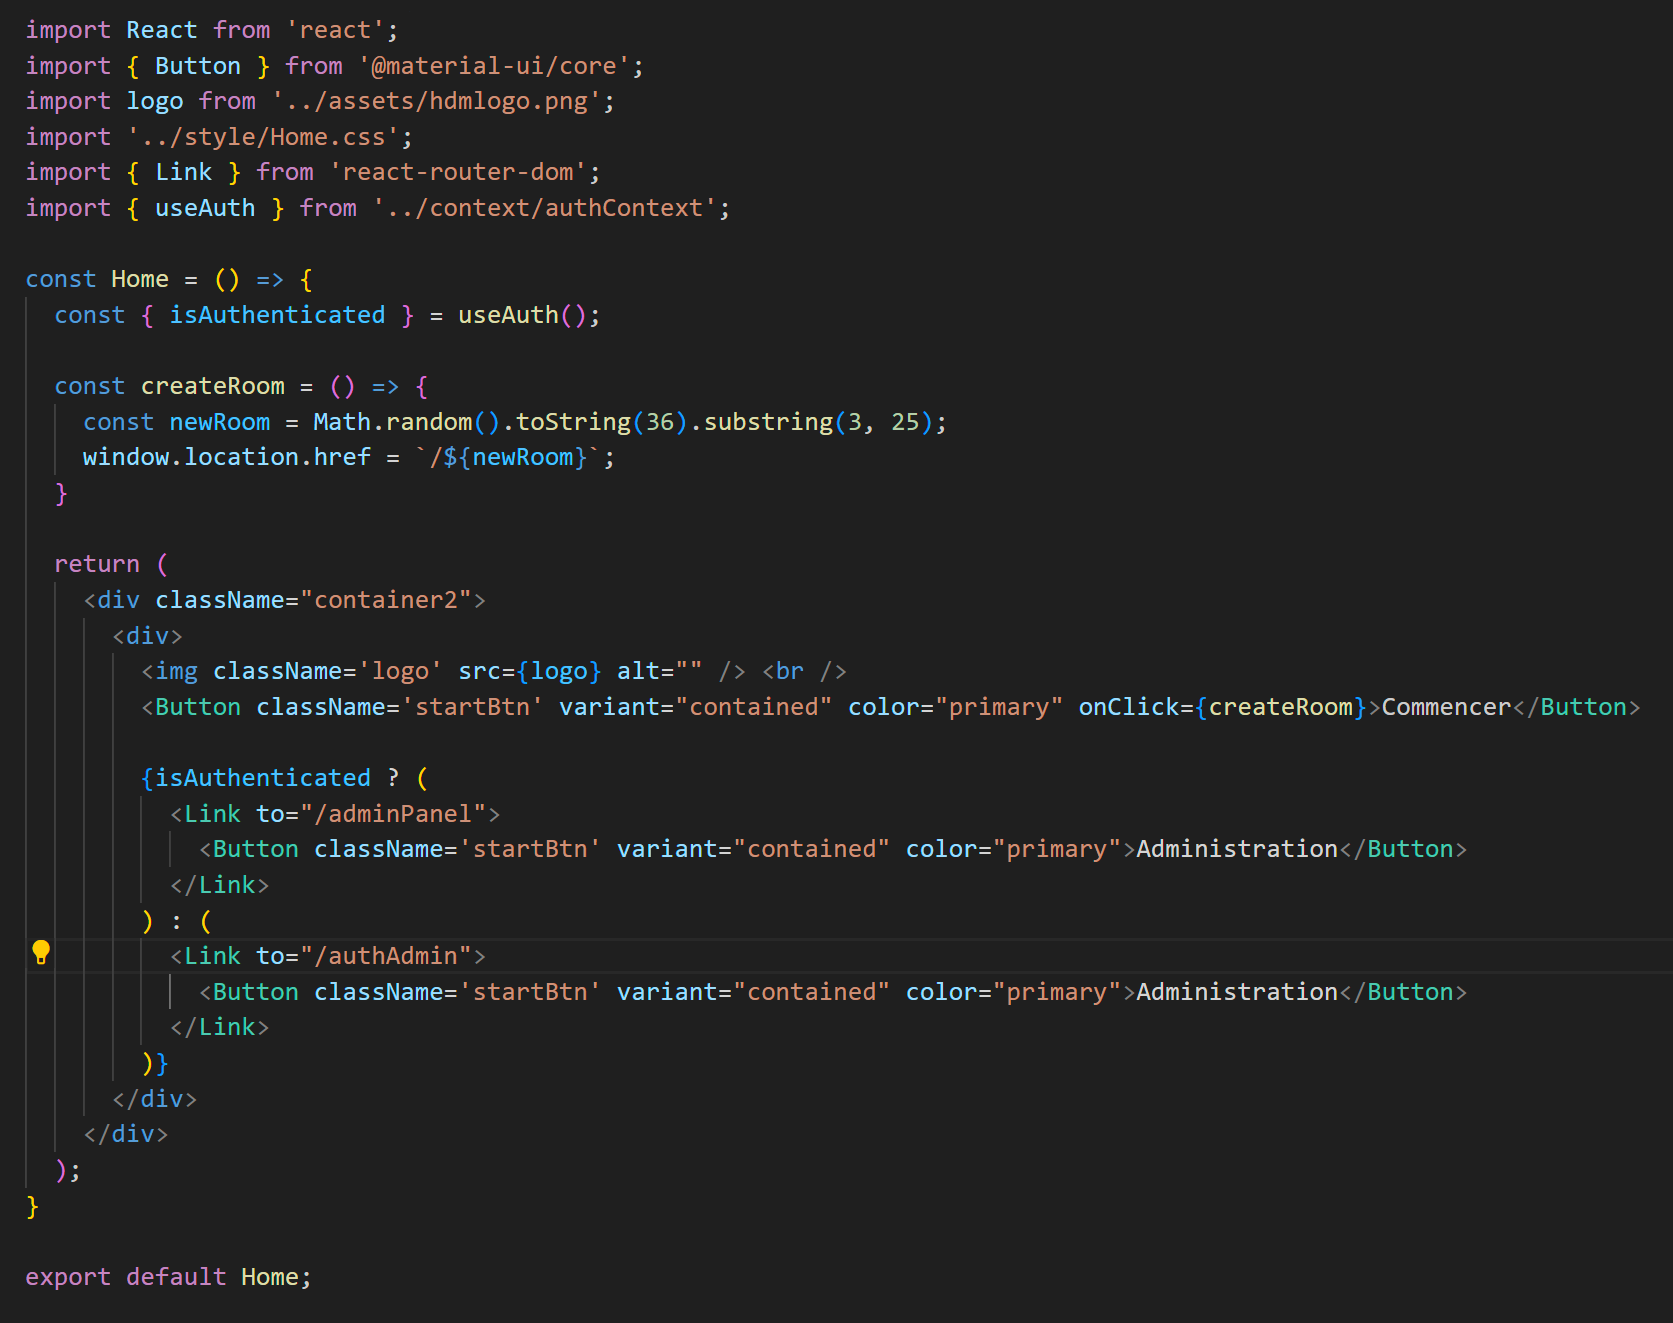 import React from 'react';
import { Button } from '@material-ui/core';
import logo from '../assets/hdmlogo.png';
import '../style/Home.css';
import { Link } from 'react-router-dom';
import { useAuth } from '../context/authContext';

const Home = () => {
  const { isAuthenticated } = useAuth();

  const createRoom = () => {
    const newRoom = Math.random().toString(36).substring(3, 25);
    window.location.href = `/${newRoom}`;
  }

  return (
    <div className="container2">
      <div>
        <img className='logo' src={logo} alt="" /> <br />
        <Button className='startBtn' variant="contained" color="primary" onClick={createRoom}>Commencer</Button>

        {isAuthenticated ? (
          <Link to="/adminPanel">
            <Button className='startBtn' variant="contained" color="primary">Administration</Button>
          </Link>
        ) : (
          <Link to="/authAdmin">
            <Button className='startBtn' variant="contained" color="primary">Administration</Button>
          </Link>
        )}
      </div>
    </div>
  );
}

export default Home;